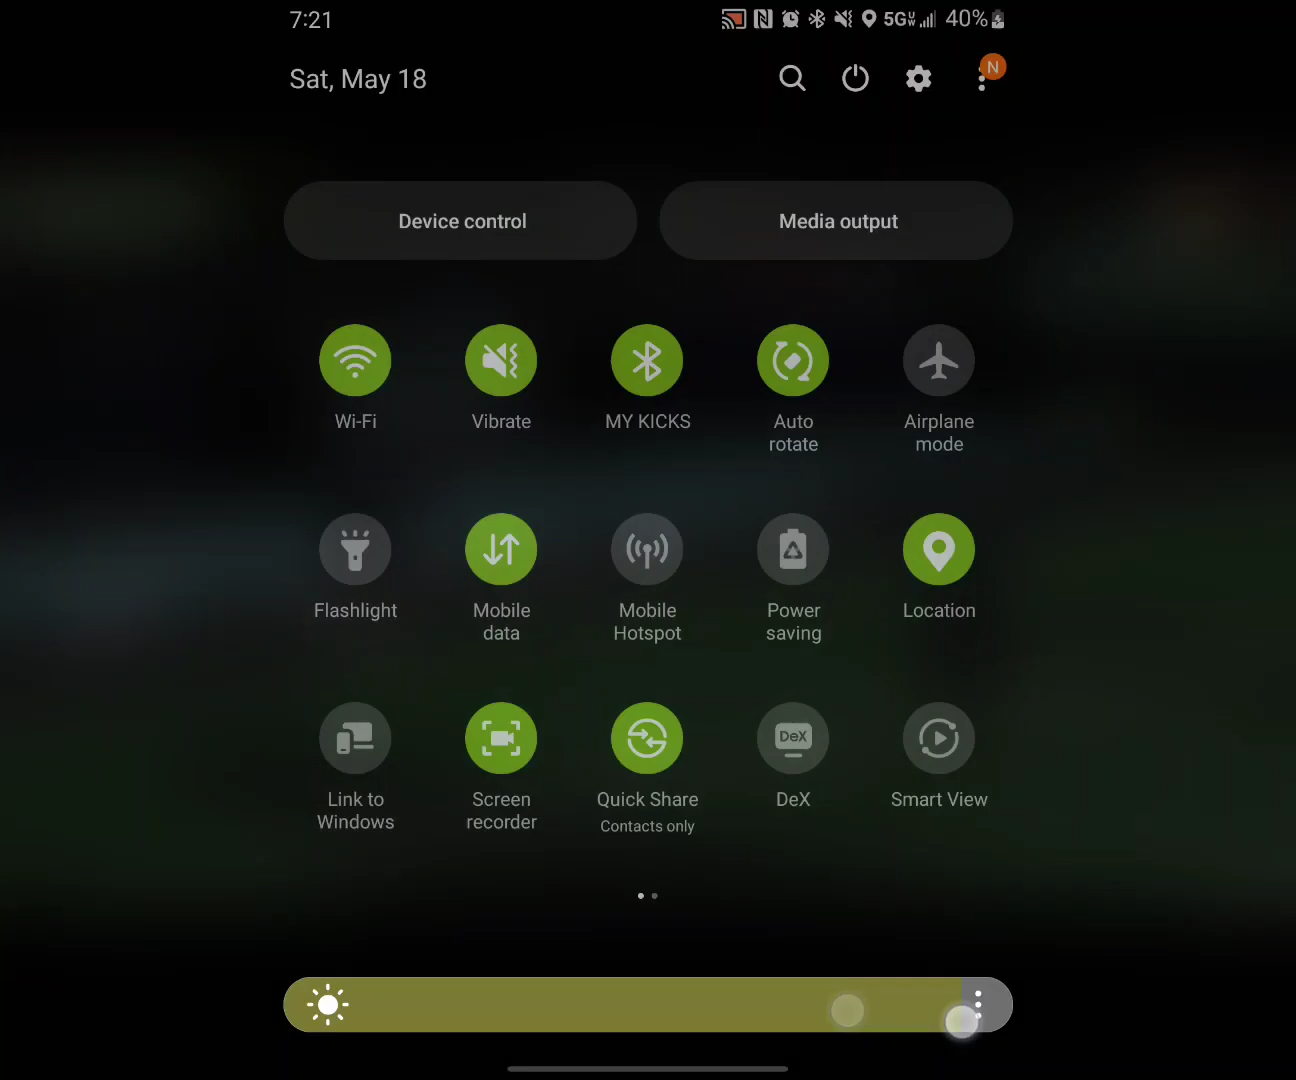 7:21
5G UW 40%
Sat, May 18
N
Device control
Media output
Wi-Fi
Vibrate
MY KICKS
Auto
rotate
Airplane
mode
Flashlight
Mobile
data
Mobile
Hotspot
Power
saving
Location
Link to
Windows
Screen
recorder
Quick Share
Contacts only
DeX
DeX
Smart View